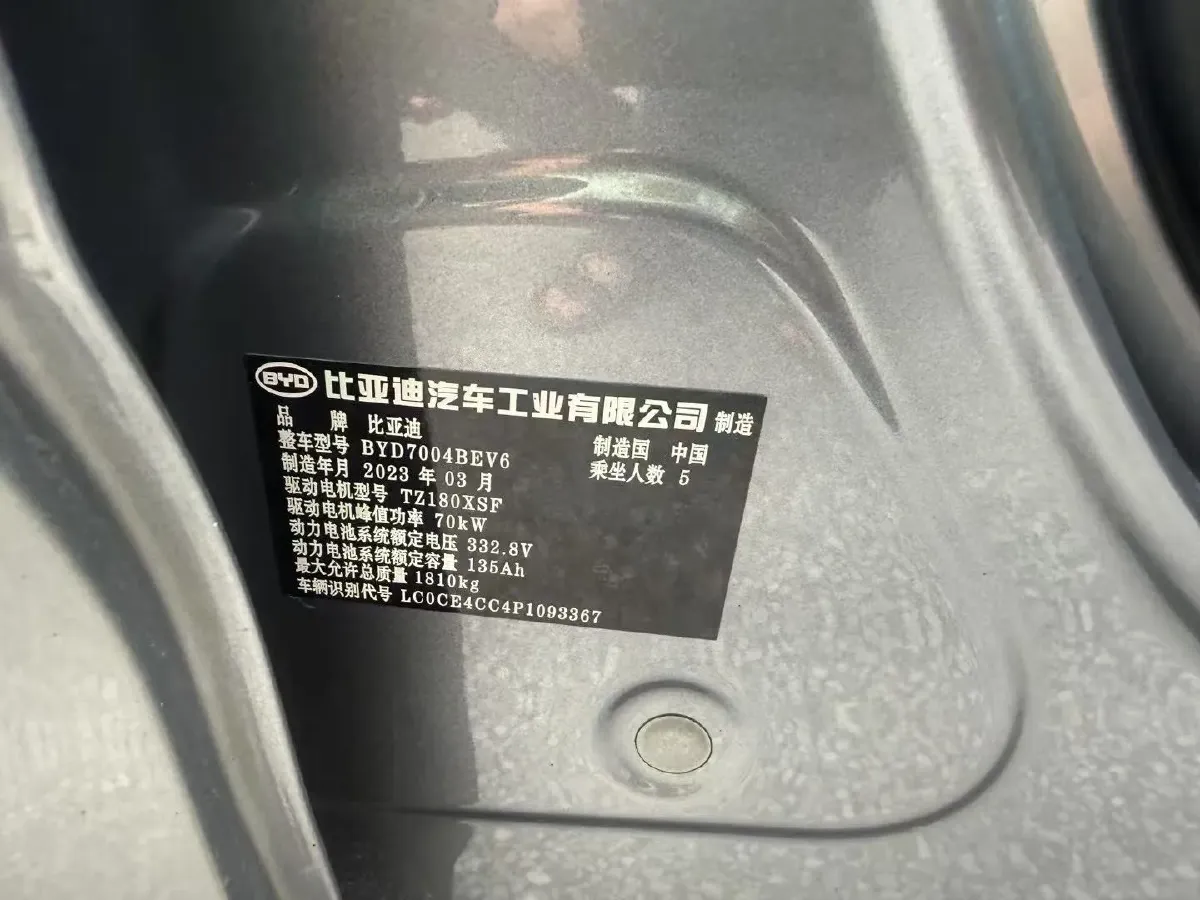 BYD 比亚迪汽车工业有限公司 制造
品 牌 比亚迪 制造国 中国
整车型号 BYD7004BEV6 乘坐人数 5
制造年月 2023 年 03 月
驱动电机型号 TZ180XSF
驱动电机峰值功率 70kW
动力电池系统额定电压 332.8V
动力电池系统额定容量 135Ah
最大允许总质量 1810kg
车辆识别代号 LC0CE4CC4P1093367